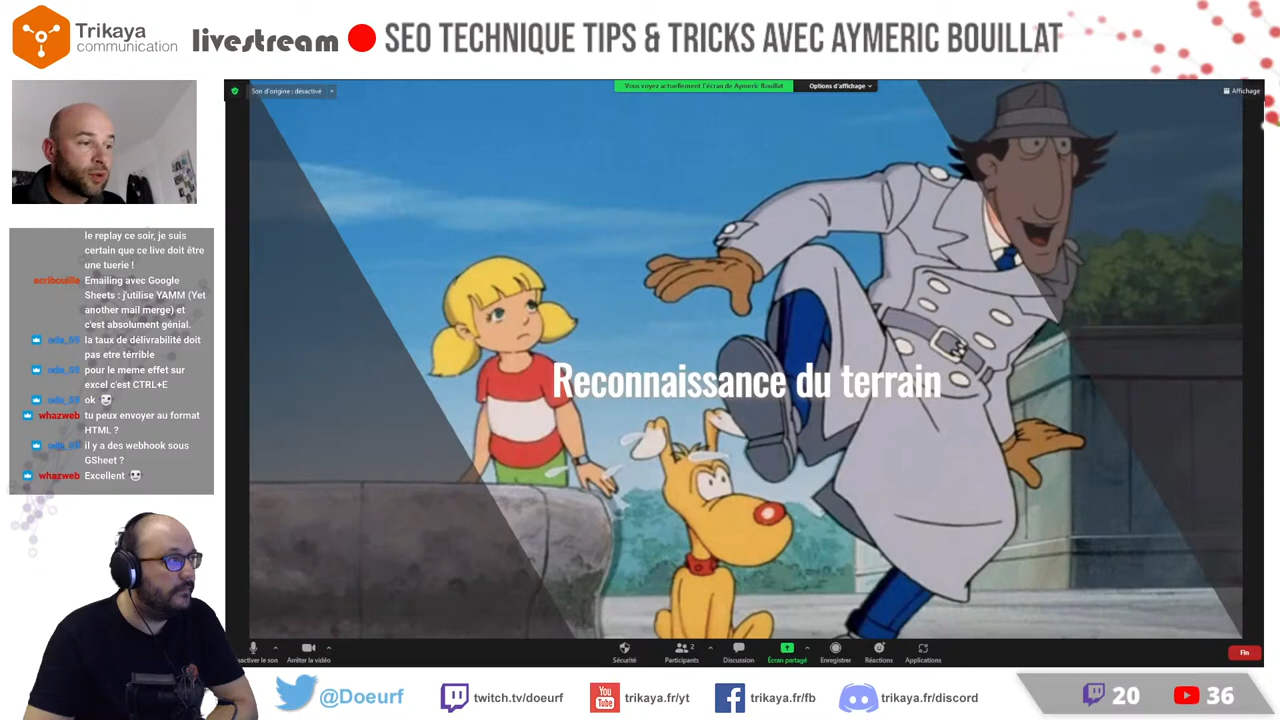 Trikaya
communication
livestream
SEO TECHNIQUE TIPS & TRICKS AVEC AYMERIC BOUILLAT
Son d'origine : désactivé
Vous voyez actuellement l'écran de Aymeric Bouillat
Options d'affichage
Affichage
le replay ce soir, je suis
certain que ce live doit être
une tuerie !
Emailing avec Google
Sheets : j'utilise YAMM (Yet
another mail merge) et
c'est absolument génial.
la taux de délivrabilité doit
pas etre térrible
pour le meme effet sur
excel c'est CTRL+E
ok
whazweb tu peux envoyer au format
HTML ?
il y a des webhook sous
GSheet ?
whazweb Excellent
Reconnaissance du terrain
Arrêter la vidéo
Sécurité
2
Participants
Discussion
Écran partagé
Enregistrer
Réactions
Applications
Fin
@Doeurf
twitch.tv/doeurf
You
Tube
trikaya.fr/yt
trikaya.fr/fb
trikaya.fr/discord
20
36